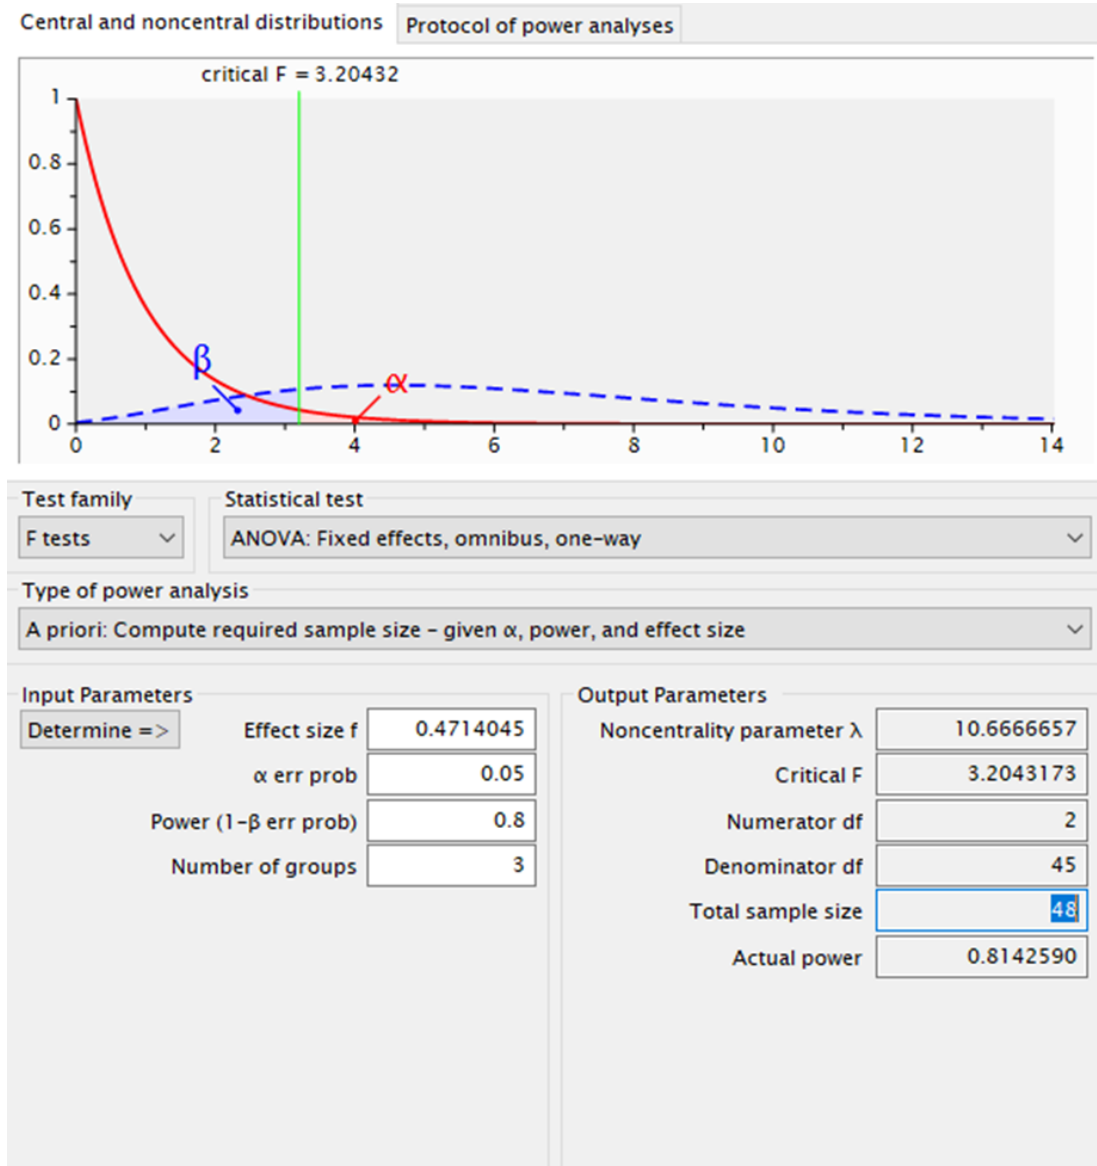 Central and noncentral distributions Protocol of power analyses
critical F = 3.20432
1
0.8
0.6
0.4
0.2
0
β
α
0 2 4 6 8 10 12 14
Test family Statistical test
F tests ANOVA: Fixed effects, omnibus, one-way
Type of power analysis
A priori: Compute required sample size – given α, power, and effect size
Input Parameters Output Parameters
Determine => Effect size f 0.4714045 Noncentrality parameter λ 10.6666657
α err prob 0.05 Critical F 3.2043173
Power (1-β err prob) 0.8 Numerator df 2
Number of groups 3 Denominator df 45
Total sample size 48
Actual power 0.8142590